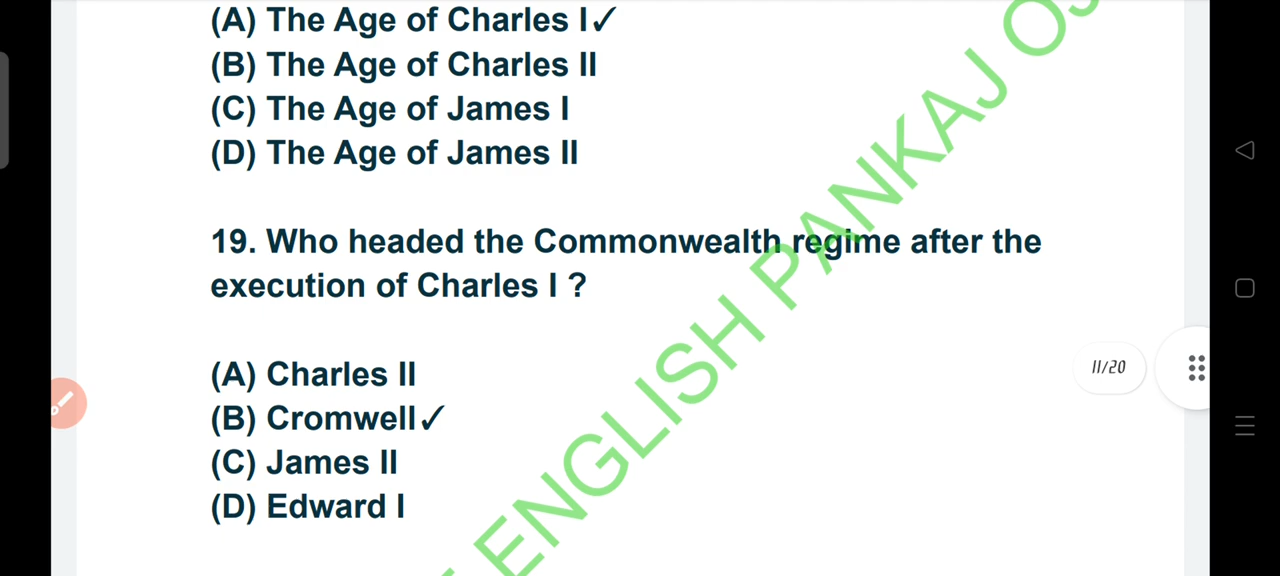 (A) The Age of Charles I✓
(B) The Age of Charles II
(C) The Age of James I
(D) The Age of James II
19. Who headed the Commonwealth regime after the
execution of Charles I ?
(A) Charles II
(B) Cromwell✓
(C) James II
(D) Edward I
11/20
ENGLISH PANKAJ